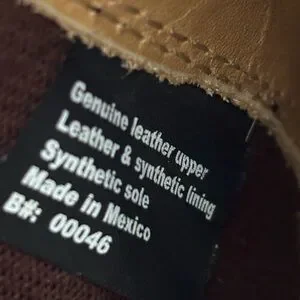 Genuine leather upper
Leather & synthetic lining
Synthetic sole
Made in Mexico
B#: 00046